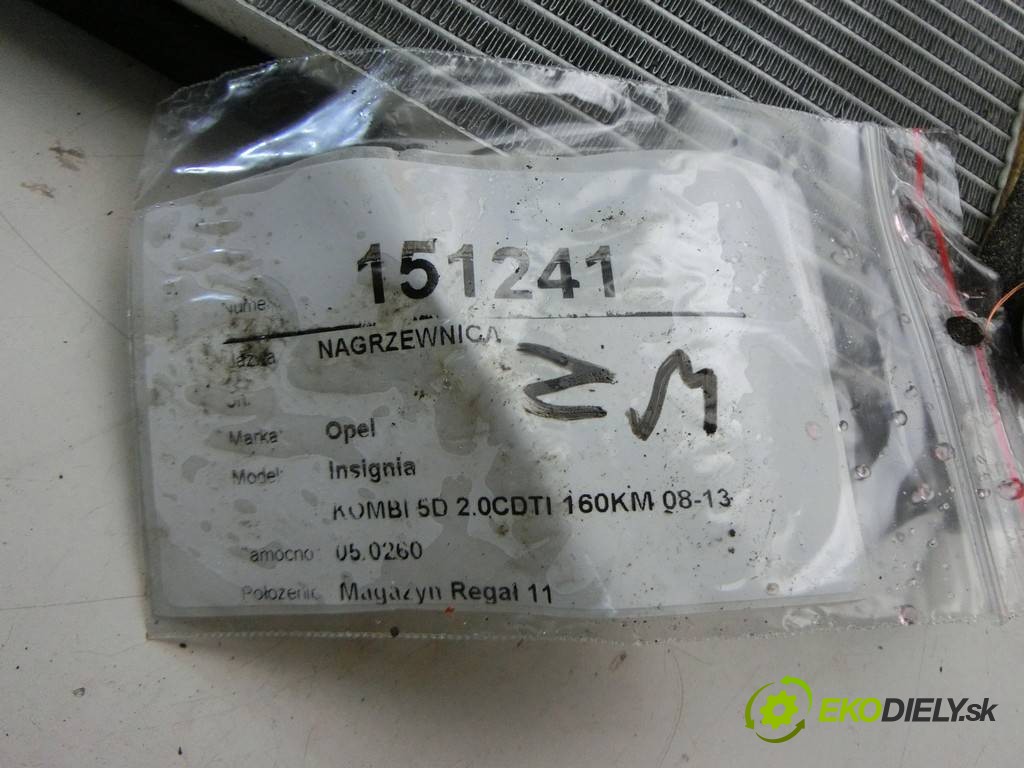 151241
NAGRZEWNICA
Marka: Opel
Model: Insignia
KOMBI 5D 2.0CDTI 160KM 08-13
05.0260
Położenie: Magazyn Regał 11
EKODIELY.sk